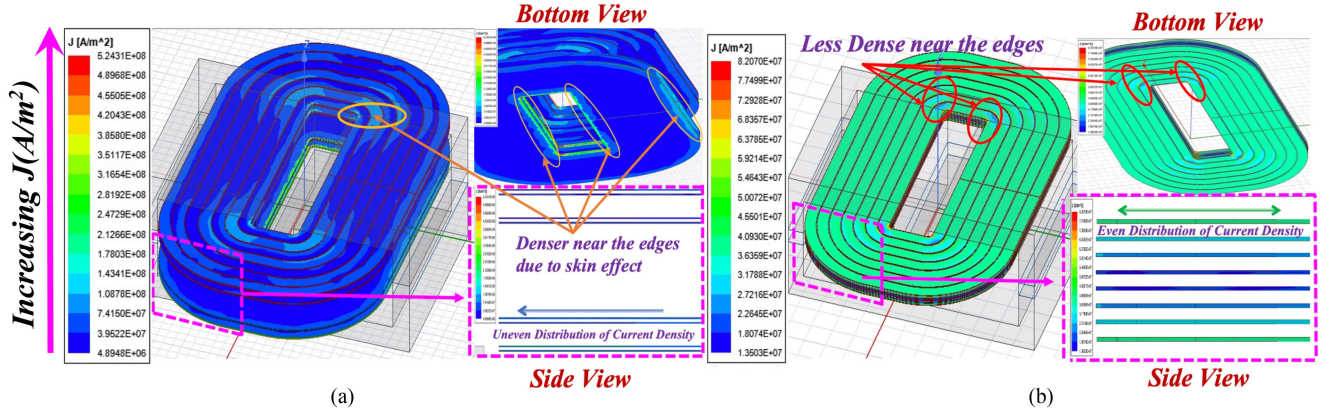 Increasing J(A/m²)
J [A/m^2]
5.2431E+08
4.8968E+08
4.5505E+08
4.2043E+08
3.8580E+08
3.5117E+08
3.1654E+08
2.8192E+08
2.4729E+08
2.1266E+08
1.7803E+08
1.4341E+08
1.0878E+08
7.4150E+07
3.9522E+07
4.8948E+06
Bottom View
Denser near the edges
due to skin effect
Uneven Distribution of Current Density
Side View
(a)
J [A/m^2]
8.2070E+07
7.7499E+07
7.2928E+07
6.8357E+07
6.3785E+07
5.9214E+07
5.4643E+07
5.0072E+07
4.5501E+07
4.0930E+07
3.6359E+07
3.1788E+07
2.7216E+07
2.2645E+07
1.8074E+07
1.3503E+07
Less Dense near the edges
Bottom View
Even Distribution of Current Density
Side View
(b)